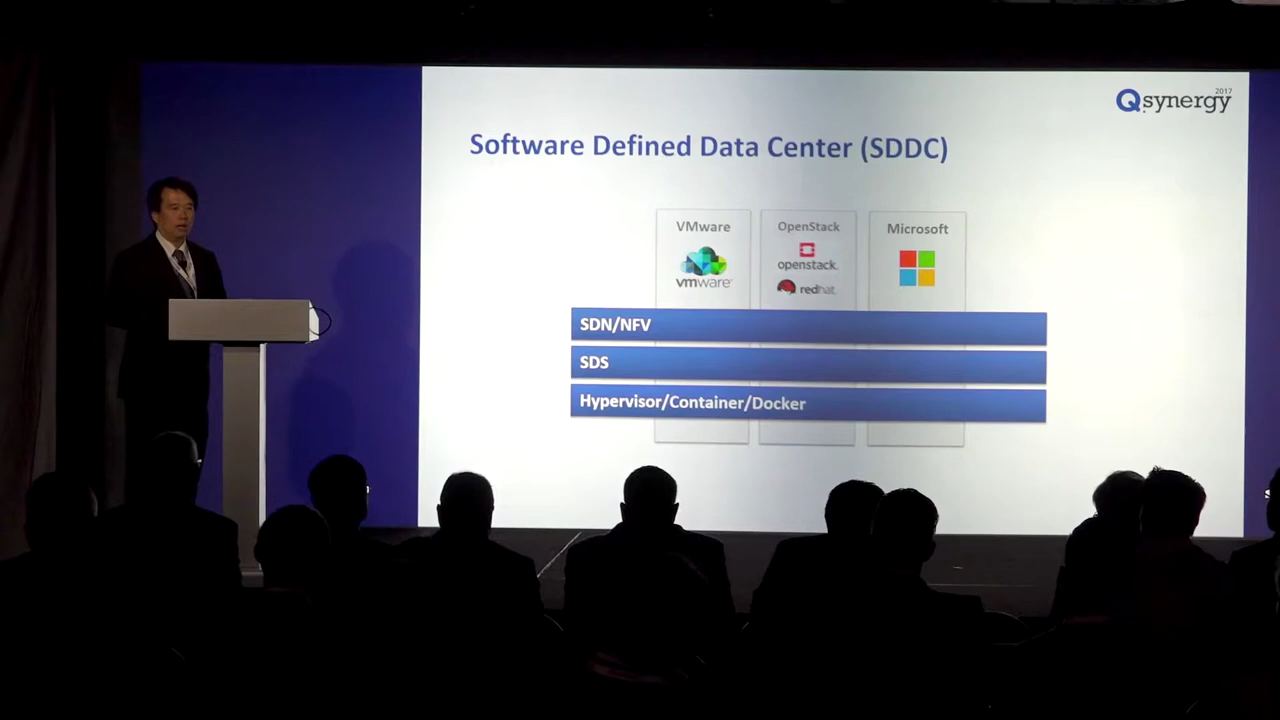 2017
Qsynergy
Software Defined Data Center (SDDC)
VMware
vmware
OpenStack
openstack.
redhat.
Microsoft
SDN/NFV
SDS
Hypervisor/Container/Docker